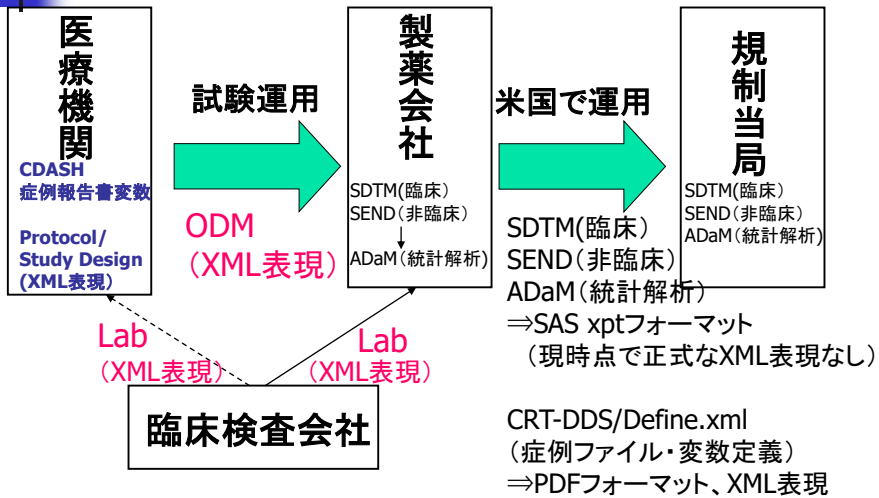 医療機関
CDASH
症例報告書変数
Protocol/
Study Design
(XML表現)
試験運用
ODM
（XML表現）
製薬会社
SDTM(臨床）
SEND（非臨床）
ADaM（統計解析)
米国で運用
SDTM(臨床）
SEND（非臨床）
ADaM（統計解析）
⇒SAS xptフォーマット
（現時点で正式なXML表現なし）
CRT-DDS/Define.xml
（症例ファイル・変数定義）
⇒PDFフォーマット、XML表現
規制当局
SDTM(臨床）
SEND（非臨床）
ADaM（統計解析)
Lab
（XML表現）
Lab
（XML表現）
臨床検査会社